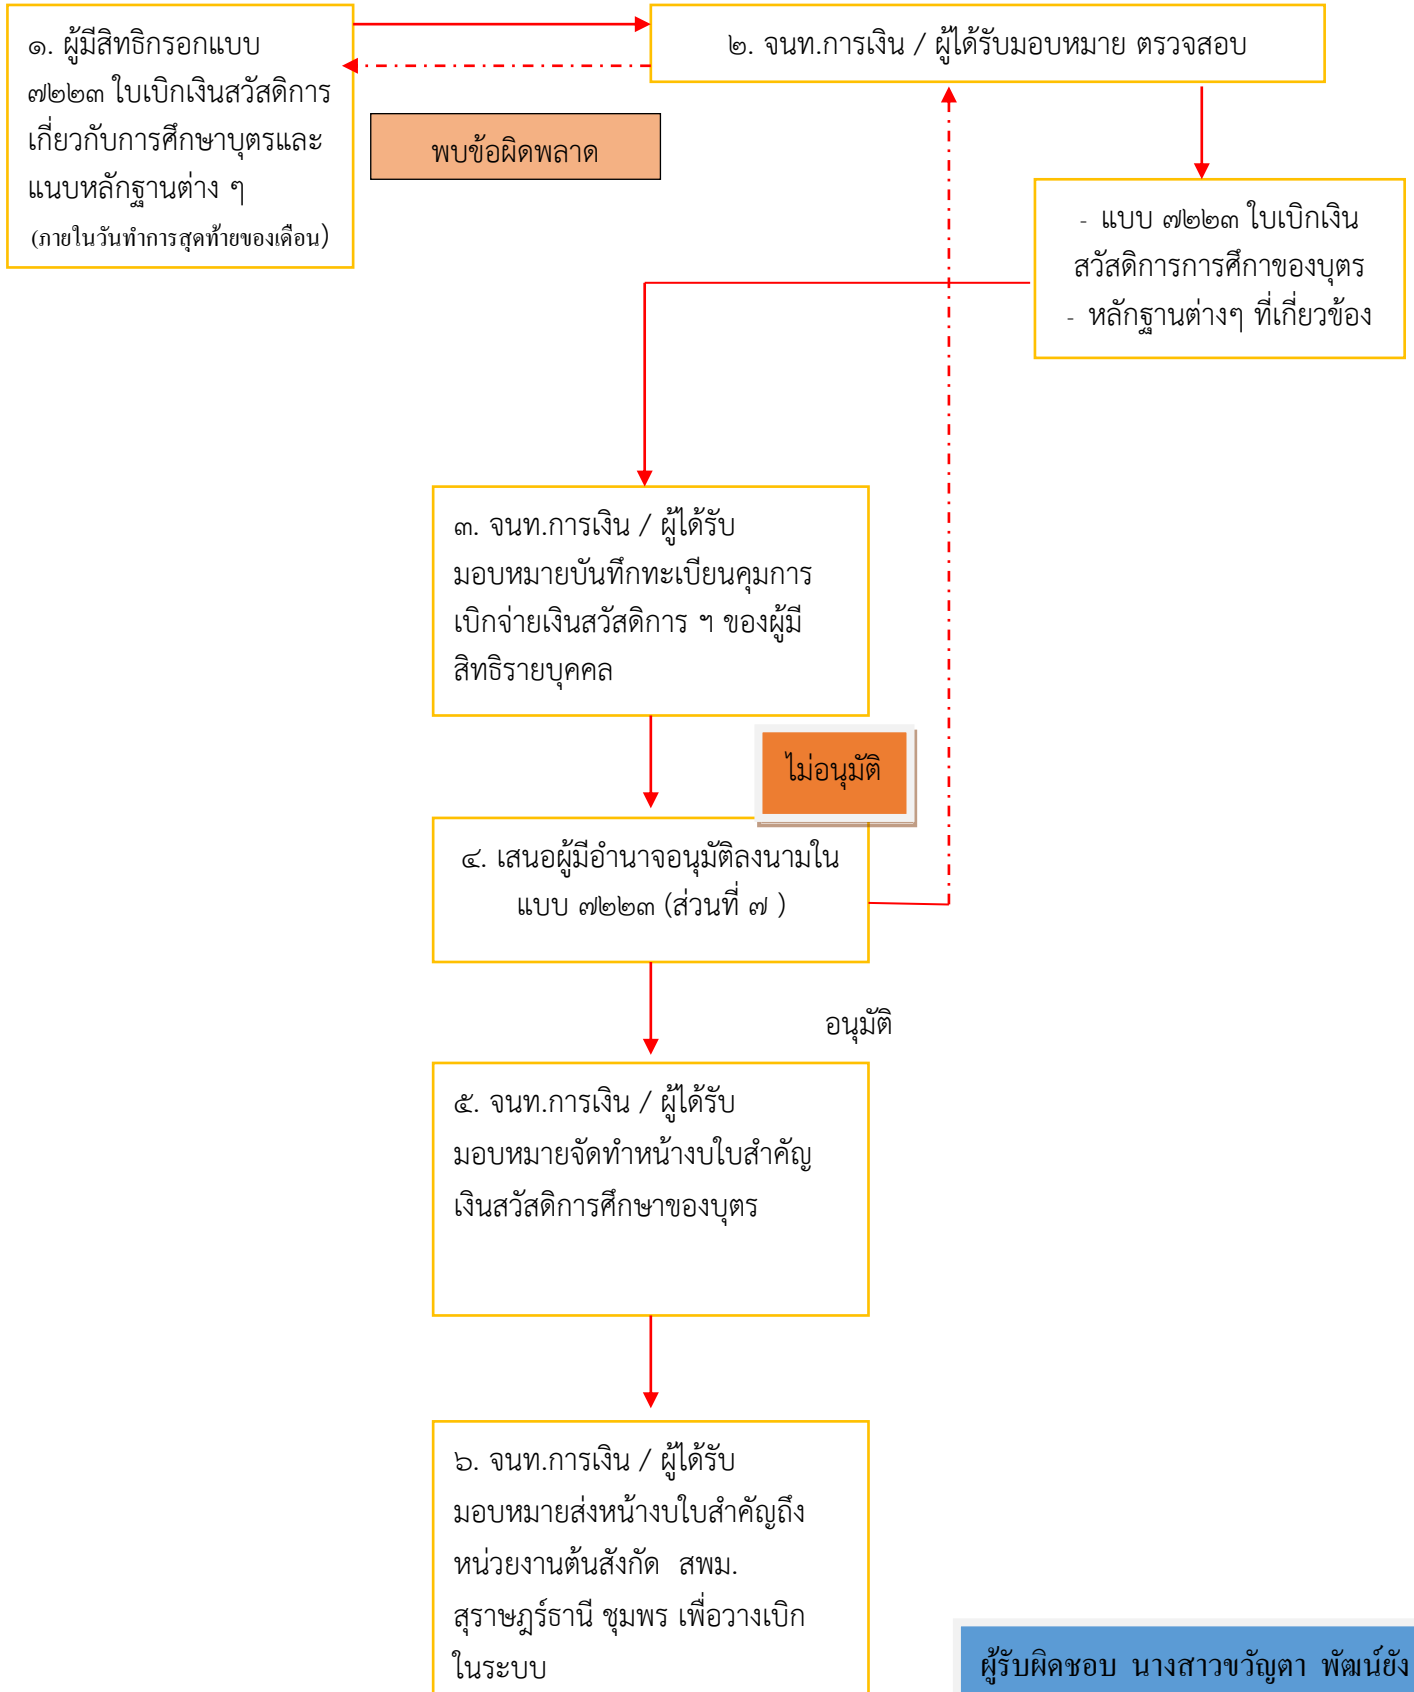 ๑. ผู้มีสิทธิกรอกแบบ
๗๒๒๓ ใบเบิกเงินสวัสดิการ
เกี่ยวกับการศึกษาบุตรและ
แนบหลักฐานต่าง ๆ
(ภายในวันทำการสุดท้ายของเดือน)
๒. จนท.การเงิน / ผู้ได้รับมอบหมาย ตรวจสอบ
พบข้อผิดพลาด
- แบบ ๗๒๒๓ ใบเบิกเงิน
สวัสดิการการศึกาของบุตร
- หลักฐานต่างๆ ที่เกี่ยวข้อง
๓. จนท.การเงิน / ผู้ได้รับ
มอบหมายบันทึกทะเบียนคุมการ
เบิกจ่ายเงินสวัสดิการ ฯ ของผู้มี
สิทธิรายบุคคล
ไม่อนุมัติ
๔. เสนอผู้มีอำนาจอนุมัติลงนามใน
แบบ ๗๒๒๓ (ส่วนที่ ๗ )
อนุมัติ
๕. จนท.การเงิน / ผู้ได้รับ
มอบหมายจัดทำหน้างบใบสำคัญ
เงินสวัสดิการศึกษาของบุตร
๖. จนท.การเงิน / ผู้ได้รับ
มอบหมายส่งหน้างบใบสำคัญถึง
หน่วยงานต้นสังกัด สพม.
สุราษฎร์ธานี ชุมพร เพื่อวางเบิก
ในระบบ
ผู้รับผิดชอบ นางสาวขวัญตา พัฒน์ยัง